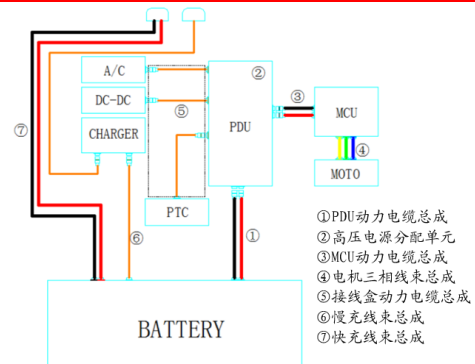 A/C
②
DC-DC
③
⑤
MCU
CHARGER
PDU
⑦
④
MOTO
PTC
①PDU动力电缆总成
⑥
①
②高压电源分配单元
③MCU动力电缆总成
④电机三相线束总成
⑤接线盒动力电缆总成
⑥慢充线束总成
⑦快充线束总成
BATTERY